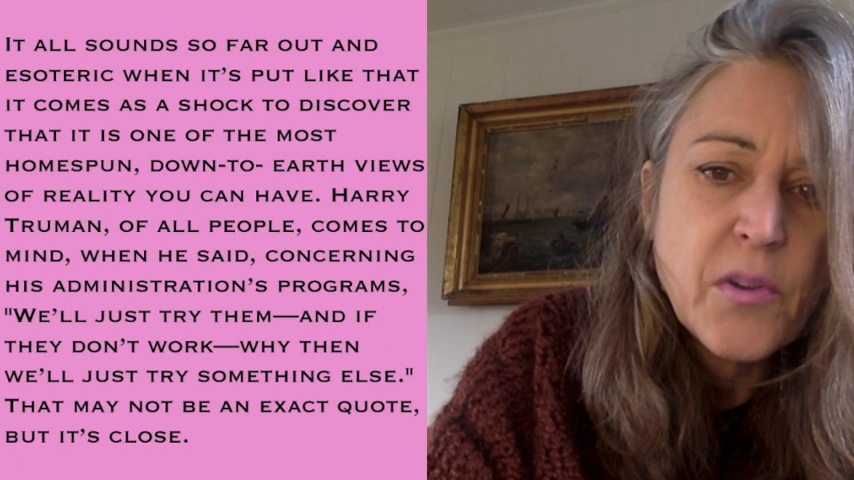 It all sounds so far out and
esoteric when it’s put like that
it comes as a shock to discover
that it is one of the most
homespun, down-to- earth views
of reality you can have. Harry
Truman, of all people, comes to
mind, when he said, concerning
his administration’s programs,
"We’ll just try them—and if
they don’t work—why then
we’ll just try something else."
That may not be an exact quote,
but it’s close.